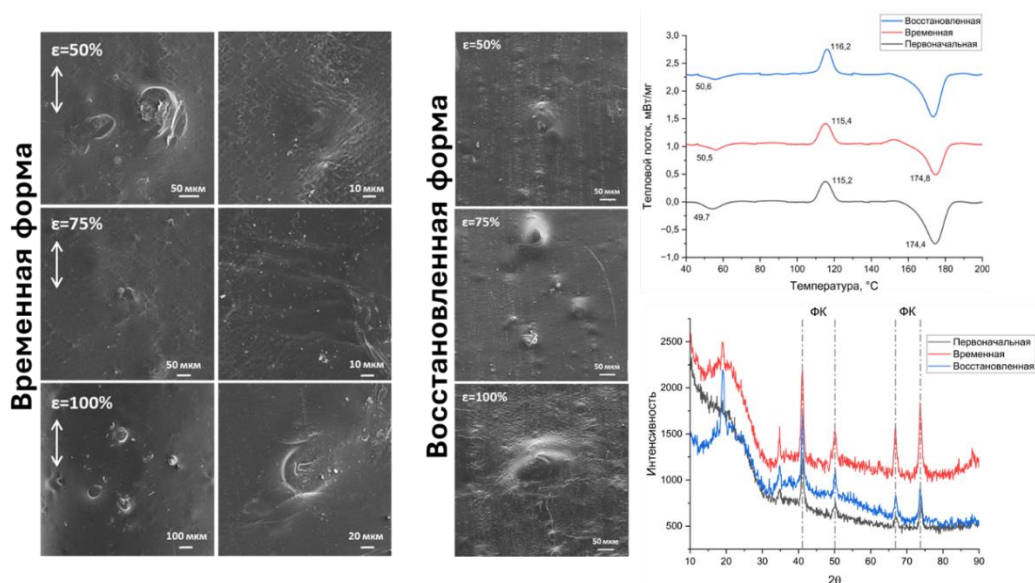 Временная форма
ε=50%
50 мкм
10 мкм
ε=75%
50 мкм
10 мкм
ε=100%
100 мкм
20 мкм
Восстановленная форма
ε=50%
50 мкм
ε=75%
50 мкм
ε=100%
50 мкм
Восстановленная
Временная
Первоначальная
Тепловой поток, мВт/мг
3,0
2,5
2,0
1,5
1,0
0,5
0,0
−0,5
−1,0
116,2
50,6
115,4
50,5
174,8
115,2
49,7
174,4
40 60 80 100 120 140 160 180 200
Температура, °C
ФК ФК
Первоначальная
Временная
Восстановленная
Интенсивность
2500
2000
1500
1000
500
10 20 30 40 50 60 70 80 90
2θ